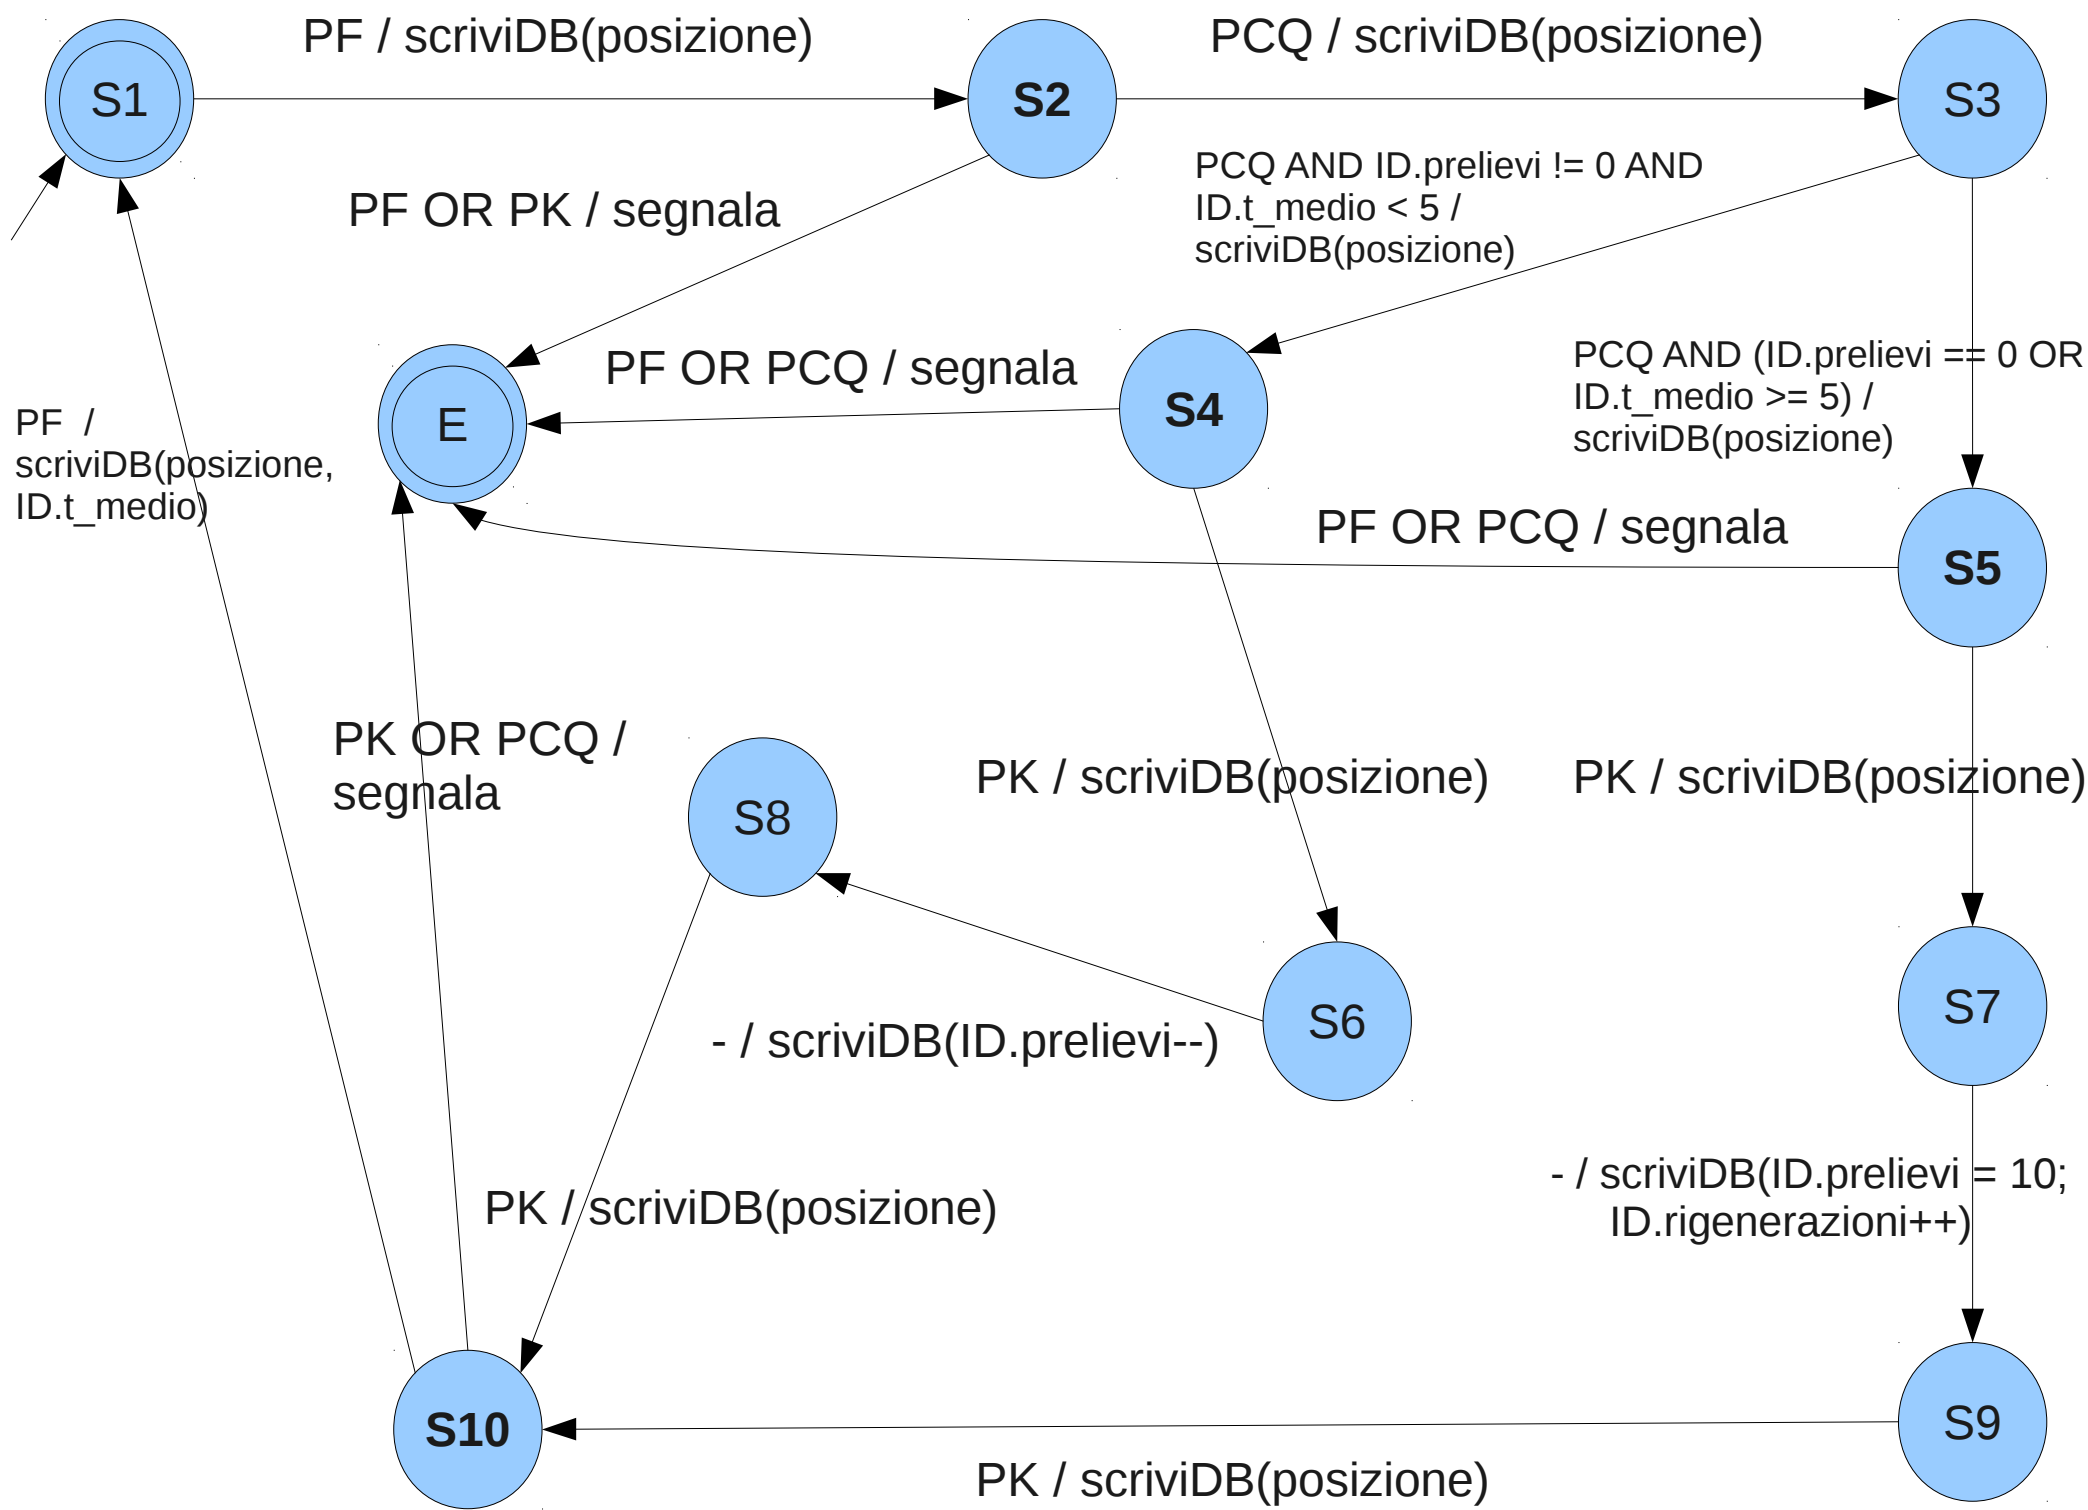 PF / scriviDB(posizione)
PCQ / scriviDB(posizione)
S1
S2
S3
PCQ AND ID.prelievi != 0 AND
ID.t_medio < 5 /
scriviDB(posizione)
PF OR PK / segnala
PF OR PCQ / segnala
PCQ AND (ID.prelievi == 0 OR
ID.t_medio >= 5) /
scriviDB(posizione)
E
S4
PF  /
scriviDB(posizione,
ID.t_medio)
PF OR PCQ / segnala
S5
PK OR PCQ /
segnala
S8
PK / scriviDB(posizione)
PK / scriviDB(posizione)
S6
S7
- / scriviDB(ID.prelievi--)
- / scriviDB(ID.prelievi = 10;
ID.rigenerazioni++)
PK / scriviDB(posizione)
S10
S9
PK / scriviDB(posizione)